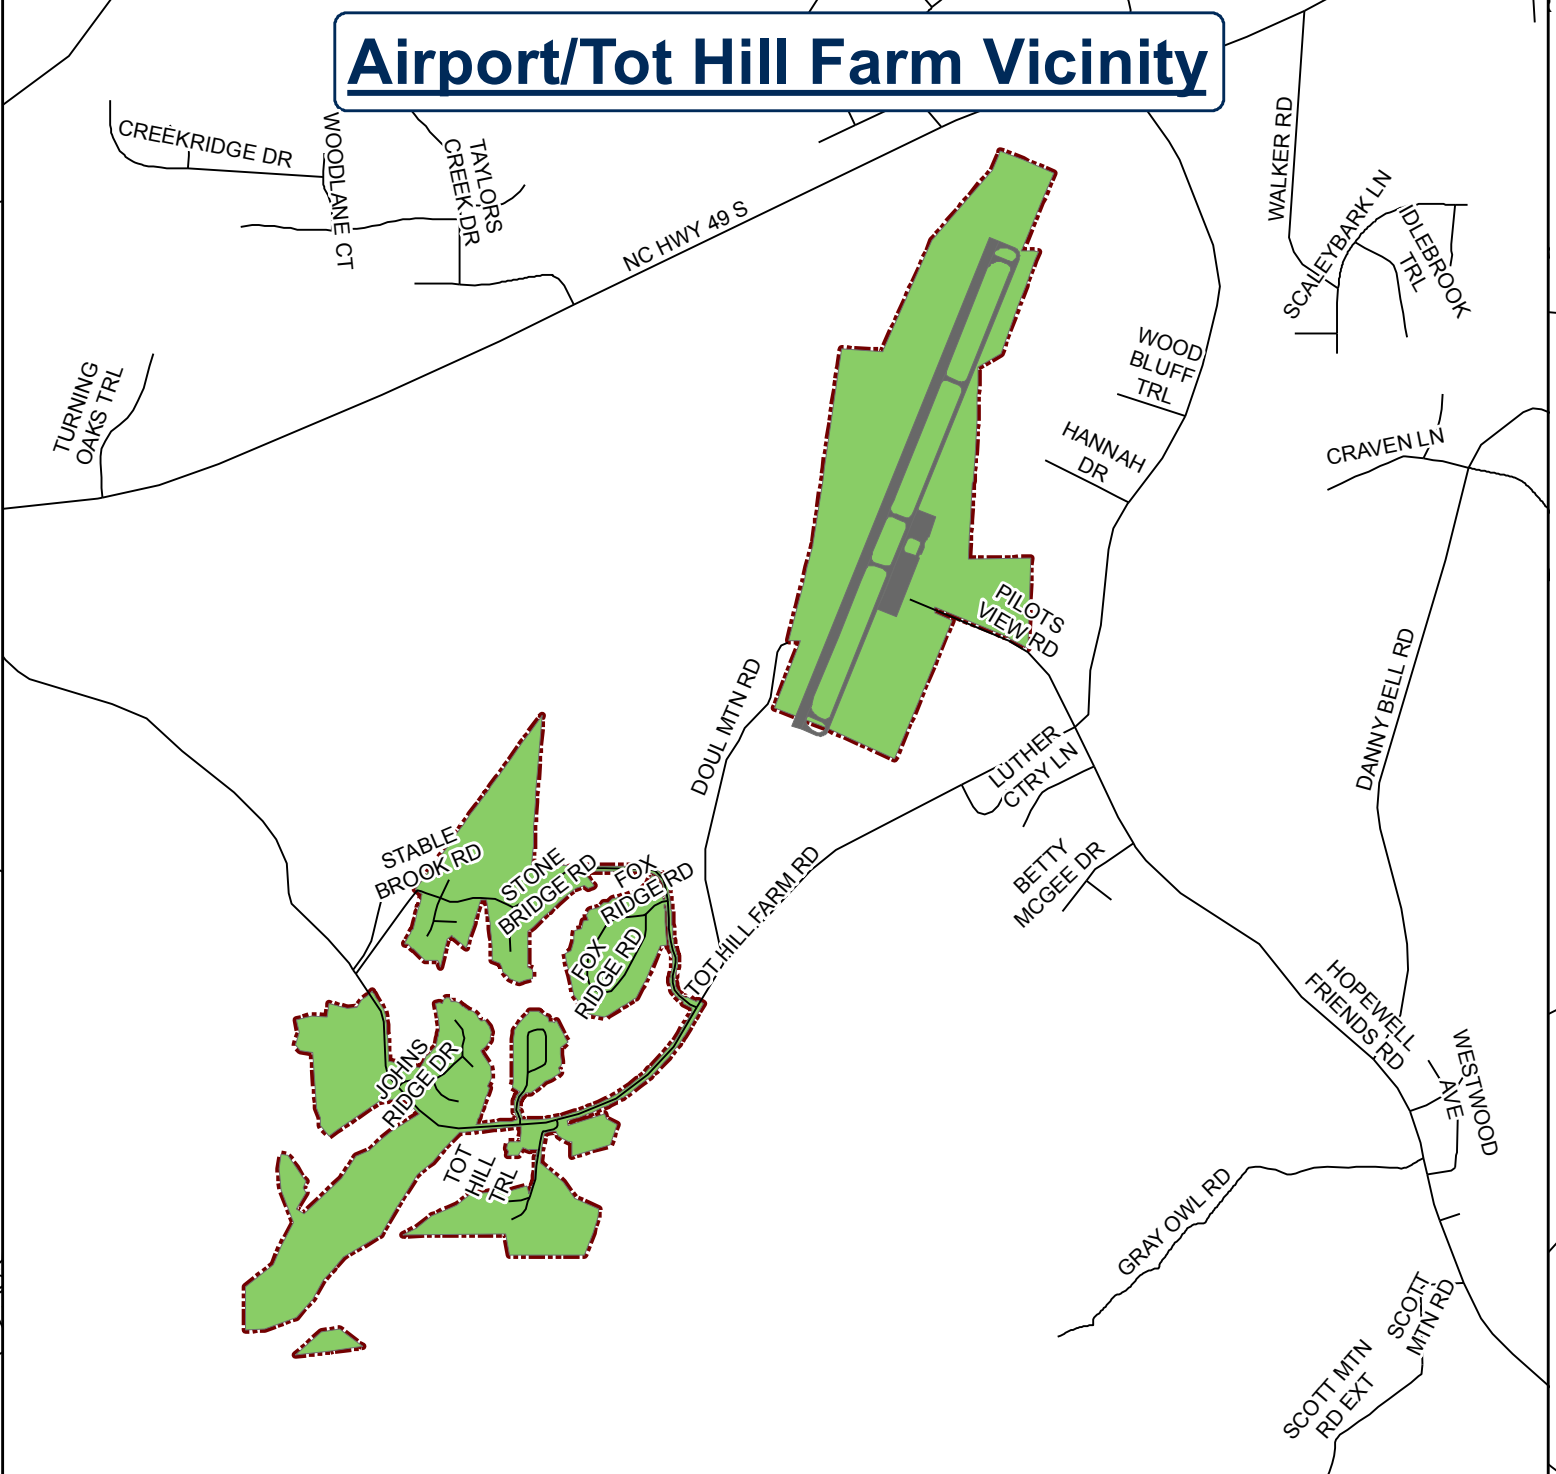 Airport/Tot Hill Farm Vicinity
CREEKRIDGE DR
WOODLANE CT
TAYLORS
CREEK DR
NC HWY 49 S
WALKER RD
SCALEYBARK LN
IDLEBROOK
TRL
TURNING
OAKS TRL
WOOD
BLUFF
TRL
HANNAH
DR
CRAVEN LN
PILOTS
VIEW RD
DOUL MTN RD
DANNY BELL RD
LUTHER
CTRY LN
STABLE
BROOK RD
STONE
BRIDGE RD
FOX
RIDGE RD
FOX
RIDGE RD
TOT HILL FARM RD
BETTY
MCGEE DR
HOPEWELL
FRIENDS RD
JOHNS
RIDGE DR
WESTWOOD
AVE
TOT
HILL
TRL
GRAY OWL RD
SCOTT
MTN RD
SCOTT MTN
RD EXT